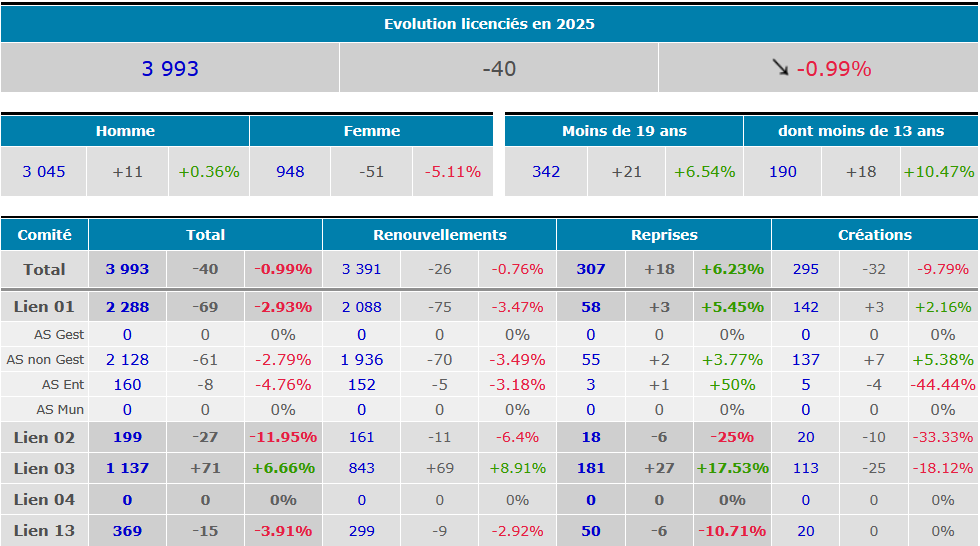 Evolution licenciés en 2025
3 993 -40 -0.99%
Homme Femme Moins de 19 ans dont moins de 13 ans
3 045 +11 +0.36% 948 -51 -5.11% 342 +21 +6.54% 190 +18 +10.47%
Comité Total Renouvellements Reprises Créations
Total 3 993 -40 -0.99% 3 391 -26 -0.76% 307 +18 +6.23% 295 -32 -9.79%
Lien 01 2 288 -69 -2.93% 2 088 -75 -3.47% 58 +3 +5.45% 142 +3 +2.16%
AS Gest 0 0 0% 0 0 0% 0 0 0% 0 0 0%
AS non Gest 2 128 -61 -2.79% 1 936 -70 -3.49% 55 +2 +3.77% 137 +7 +5.38%
AS Ent 160 -8 -4.76% 152 -5 -3.18% 3 +1 +50% 5 -4 -44.44%
AS Mun 0 0 0% 0 0 0% 0 0 0% 0 0 0%
Lien 02 199 -27 -11.95% 161 -11 -6.4% 18 -6 -25% 20 -10 -33.33%
Lien 03 1 137 +71 +6.66% 843 +69 +8.91% 181 +27 +17.53% 113 -25 -18.12%
Lien 04 0 0 0% 0 0 0% 0 0 0% 0 0 0%
Lien 13 369 -15 -3.91% 299 -9 -2.92% 50 -6 -10.71% 20 0 0%